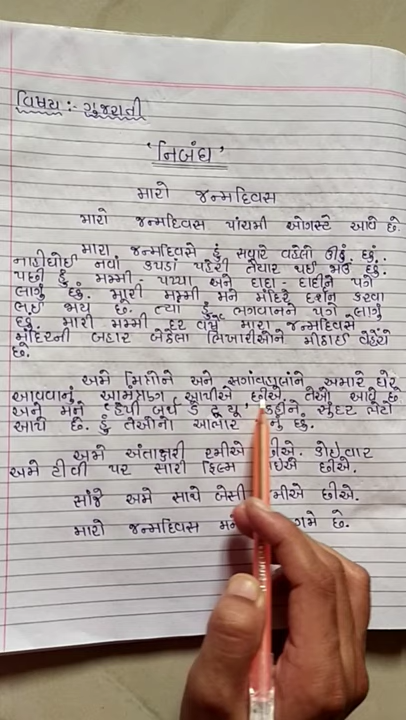 વિષય :- ગુજરાતી
'નિબંધ'
મારો જન્મદિવસ
મારો જન્મદિવસ પાંચમી ઓગસ્ટે આવે છે.
મારા જન્મદિવસે હું સવારે વહેલો ઊઠું છું.
નાહીધોઈ નવાં કપડાં પહેરી તૈયાર થઈ જાઉં છું.
પછી હું મમ્મી - પપ્પા અને દાદા - દાદીને પગે
લાગું છું. મારી મમ્મી મને મંદિરે દર્શન કરવા
લઈ જાય છે. ત્યાં હું ભગવાનને પગે લાગું
છું. મારી મમ્મી દર વર્ષે મારા જન્મદિવસે
મંદિરની બહાર બેઠેલા ભિખારીઓને મીઠાઈ વહેંચે
છે.
અમે મિત્રોને અને સગાંવહાલાંને અમારે ઘેર
આવવાનું આમંત્રણ આપીએ છીએ. તેઓ આવે છે.
અને મને 'હેપી બર્થ ડે ટૂ યૂ' કહીને સુંદર ભેટો
આપે છે. હું તેઓનો આભાર છું.
અમે અંતાક્ષરી રમીએ છીએ. કોઈવાર
અમે ટીવી પર સારી ફિલ્મ છીએ.
સાંજે અમે સાથે બેસી છીએ.
મારો જન્મદિવસ ગમે છે.